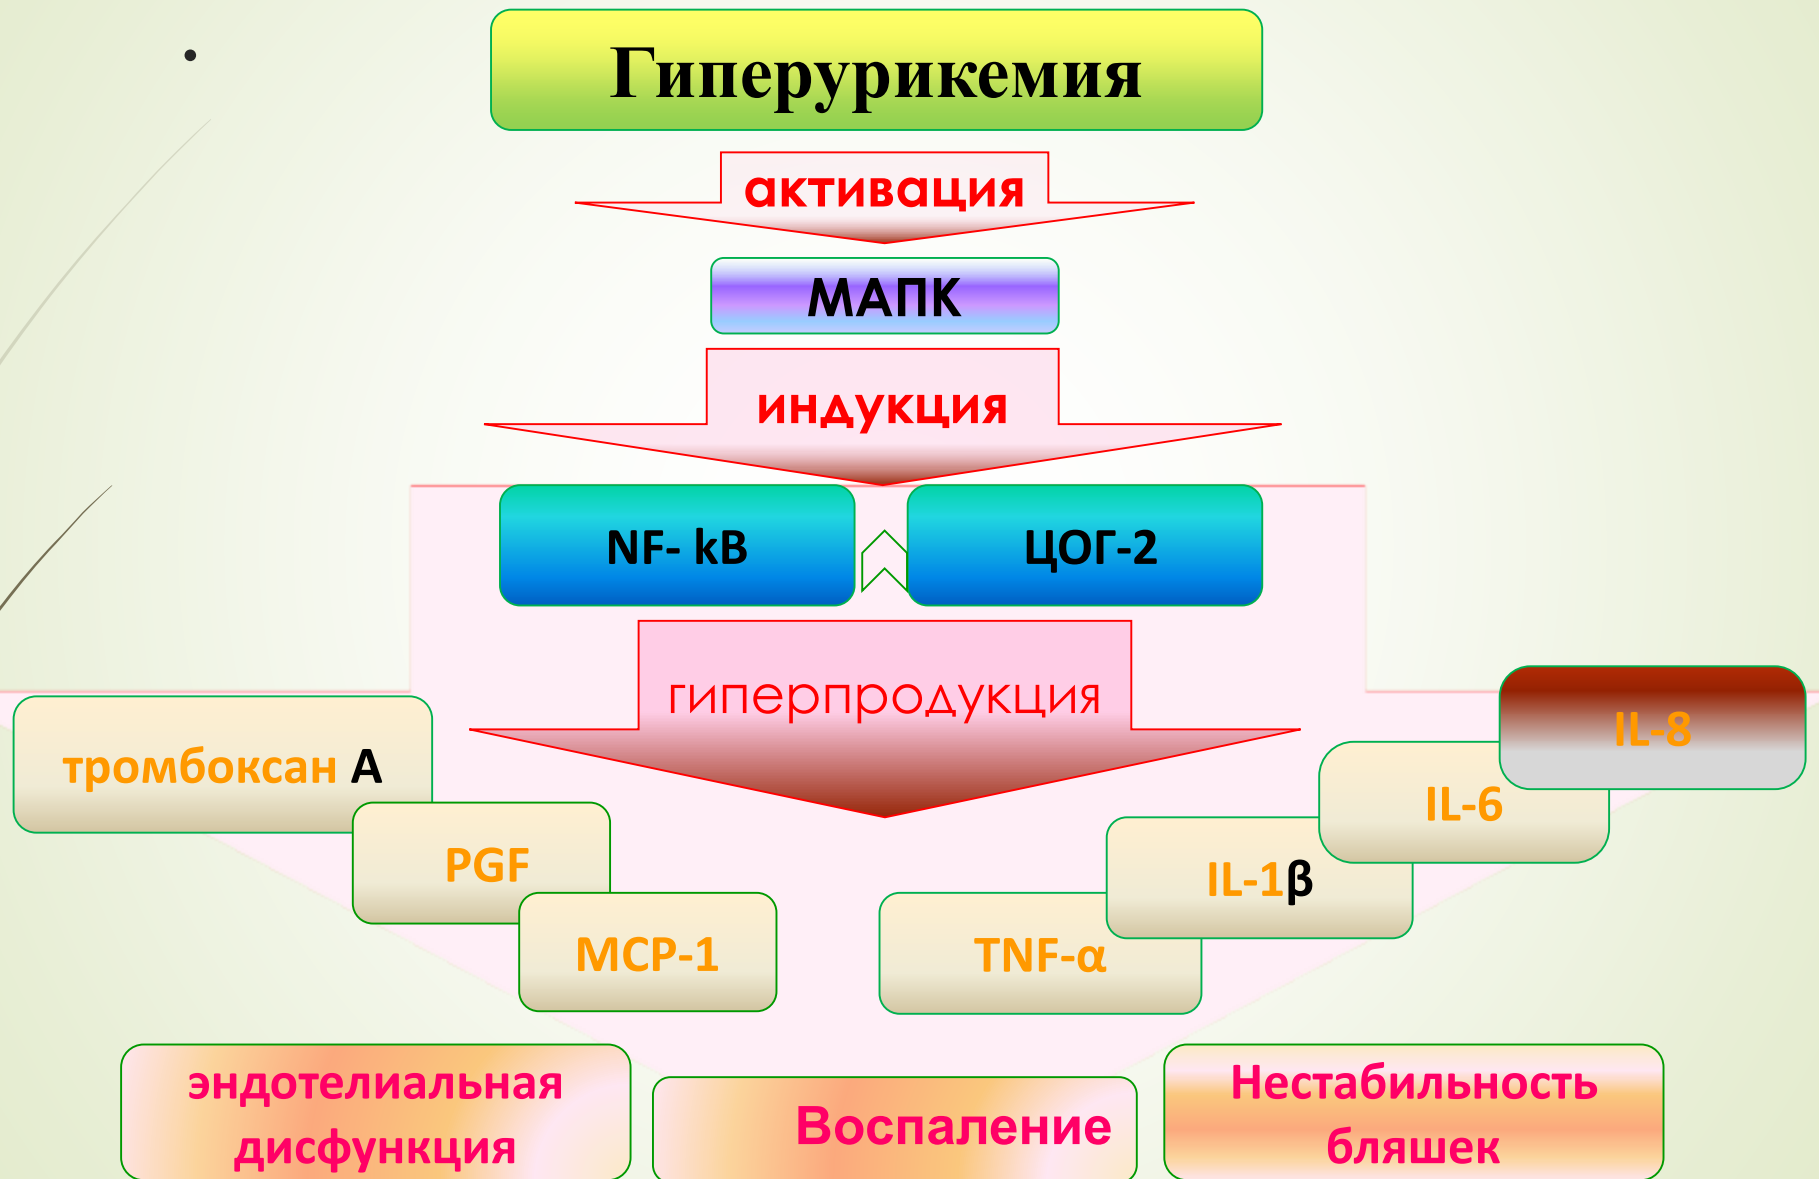 •
Гиперурикемия
активация
МАПК
индукция
NF- kB
ЦОГ-2
гиперпродукция
тромбоксан А
PGF
MCP-1
TNF-α
IL-1β
IL-6
IL-8
эндотелиальная
дисфункция
Воспаление
Нестабильность
бляшек